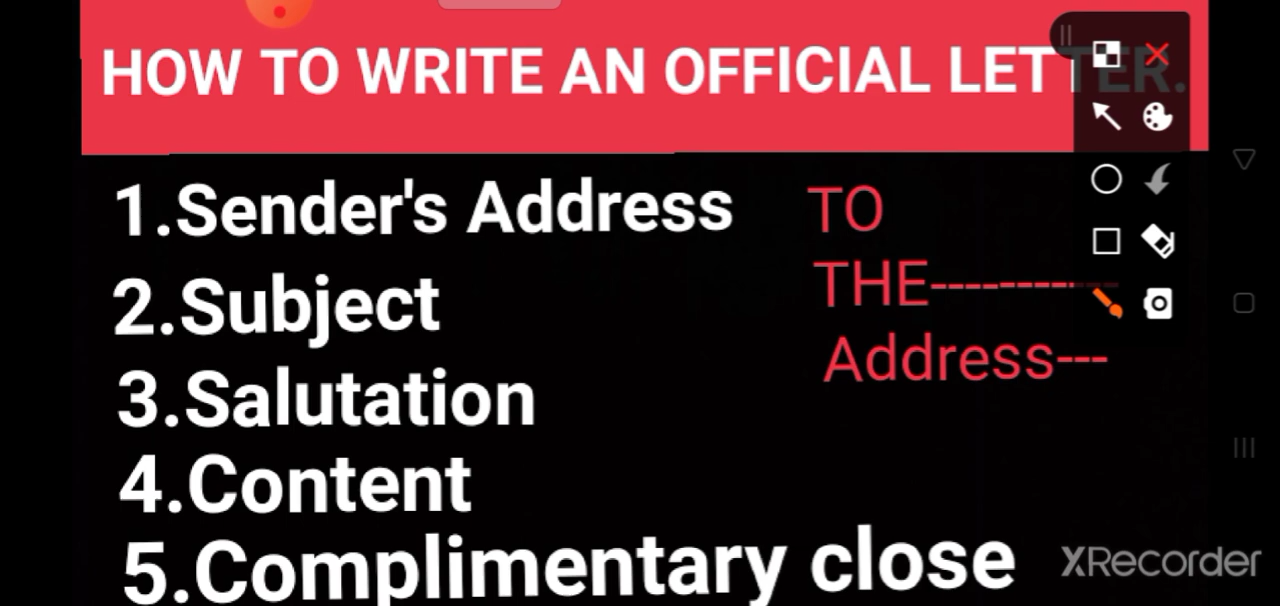 HOW TO WRITE AN OFFICIAL LETTER.
1.Sender's Address
2.Subject
3.Salutation
4.Content
5.Complimentary close
TO
THE----------
Address---
XRecorder